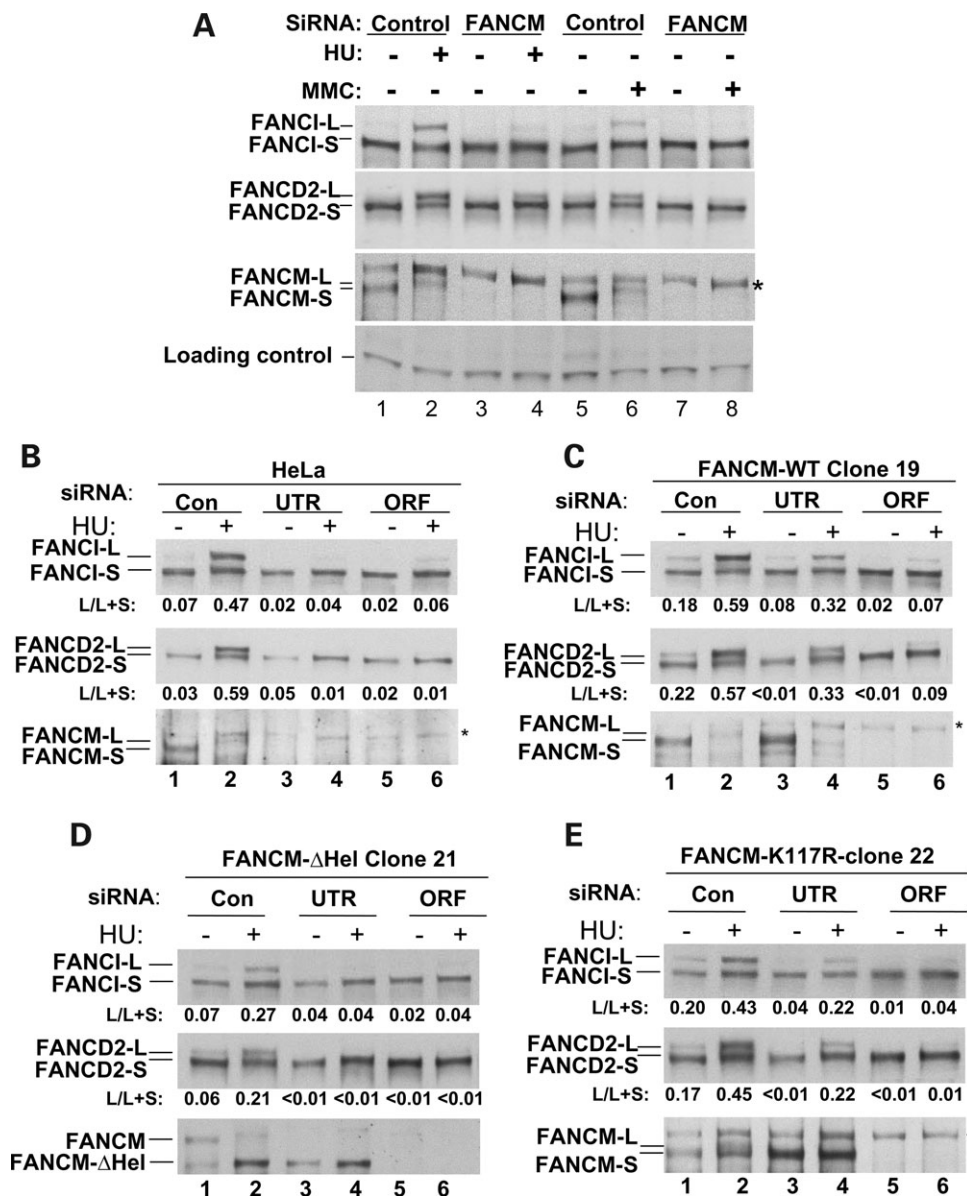 A
SiRNA: Control FANCM Control FANCM
HU: - + - + - - - -
MMC: - - - - - + - +
FANCI-L
FANCI-S
FANCD2-L
FANCD2-S
FANCM-L
FANCM-S
*
Loading control
1 2 3 4 5 6 7 8
B
HeLa
siRNA: Con UTR ORF
HU: - + - + - +
FANCI-L
FANCI-S
L/L+S: 0.07 0.47 0.02 0.04 0.02 0.06
FANCD2-L
FANCD2-S
L/L+S: 0.03 0.59 0.05 0.01 0.02 0.01
FANCM-L
*
FANCM-S
1 2 3 4 5 6
C
FANCM-WT Clone 19
siRNA: Con UTR ORF
HU: - + - + - +
FANCI-L
FANCI-S
L/L+S: 0.18 0.59 0.08 0.32 0.02 0.07
FANCD2-L
FANCD2-S
L/L+S: 0.22 0.57 <0.01 0.33 <0.01 0.09
FANCM-L
*
FANCM-S
1 2 3 4 5 6
D
FANCM-ΔHel Clone 21
siRNA: Con UTR ORF
HU: - + - + - +
FANCI-L
FANCI-S
L/L+S: 0.07 0.27 0.04 0.04 0.02 0.04
FANCD2-L
FANCD2-S
L/L+S: 0.06 0.21 <0.01 <0.01 <0.01 <0.01
FANCM
FANCM-ΔHel
1 2 3 4 5 6
E
FANCM-K117R-clone 22
siRNA: Con UTR ORF
HU: - + - + - +
FANCI-L
FANCI-S
L/L+S: 0.20 0.43 0.04 0.22 0.01 0.04
FANCD2-L
FANCD2-S
L/L+S: 0.17 0.45 <0.01 0.22 <0.01 0.01
FANCM-L
FANCM-S
1 2 3 4 5 6